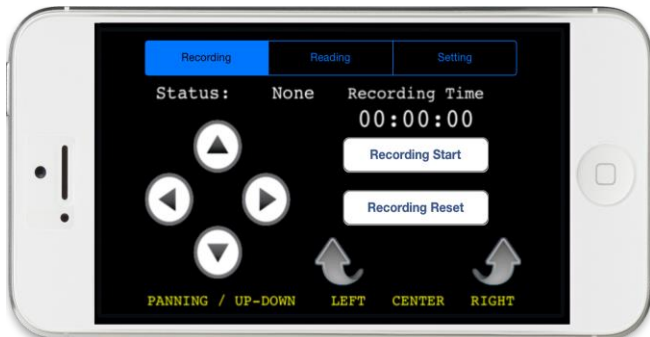 Recording Reading Setting
Status: None Recording Time
00:00:00
Recording Start
Recording Reset
PANNING / UP-DOWN LEFT CENTER RIGHT